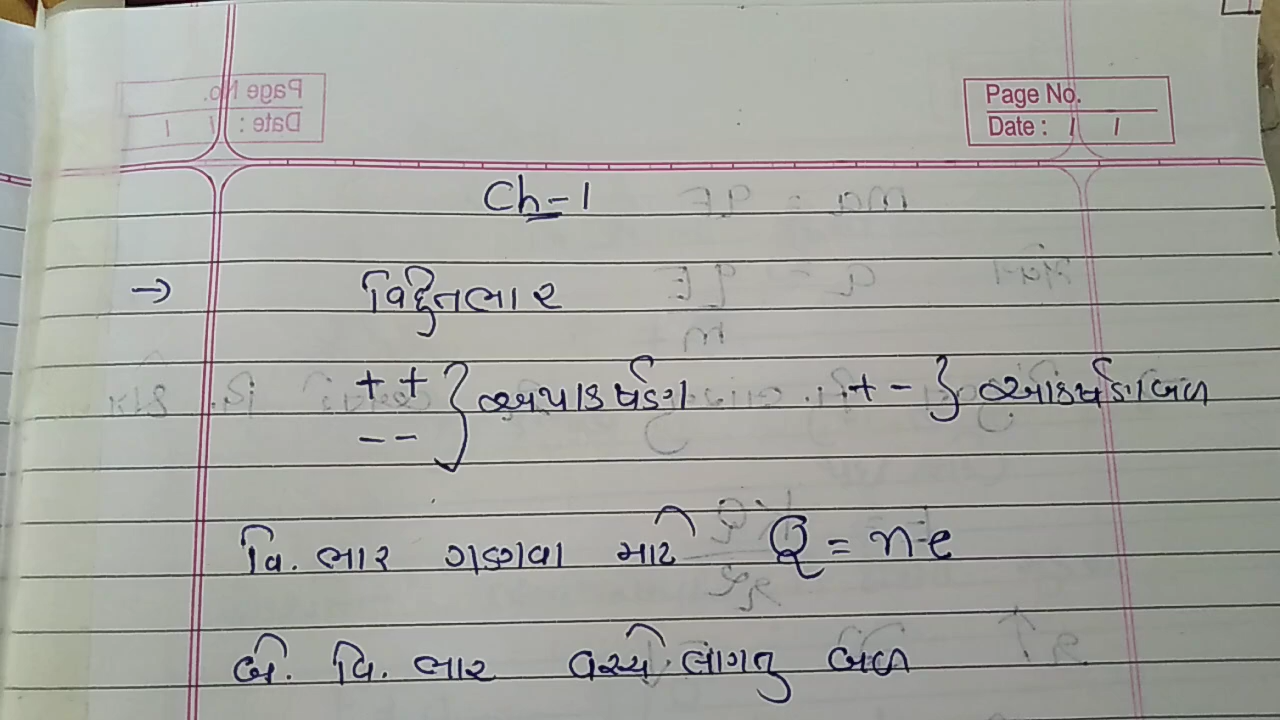 Page No.
Date : / /
Ch-1
→ વિદ્યુતભાર
+ + } અપાકર્ષણ + - } આકર્ષણબળ
- -
વિ. ભાર ગણવા માટે Q = n·e
બે. વિ. ભાર વચ્ચે લાગતુ બળ